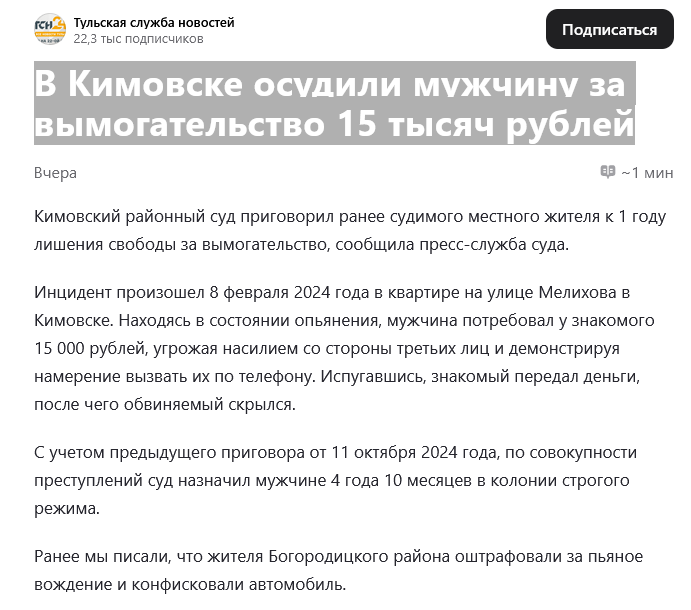 Тульская служба новостей
22,3 тыс подписчиков
Подписаться
В Кимовске осудили мужчину за
вымогательство 15 тысяч рублей
Вчера
~1 мин
Кимовский районный суд приговорил ранее судимого местного жителя к 1 году
лишения свободы за вымогательство, сообщила пресс-служба суда.
Инцидент произошел 8 февраля 2024 года в квартире на улице Мелихова в
Кимовске. Находясь в состоянии опьянения, мужчина потребовал у знакомого
15 000 рублей, угрожая насилием со стороны третьих лиц и демонстрируя
намерение вызвать их по телефону. Испугавшись, знакомый передал деньги,
после чего обвиняемый скрылся.
С учетом предыдущего приговора от 11 октября 2024 года, по совокупности
преступлений суд назначил мужчине 4 года 10 месяцев в колонии строгого
режима.
Ранее мы писали, что жителя Богородицкого района оштрафовали за пьяное
вождение и конфисковали автомобиль.